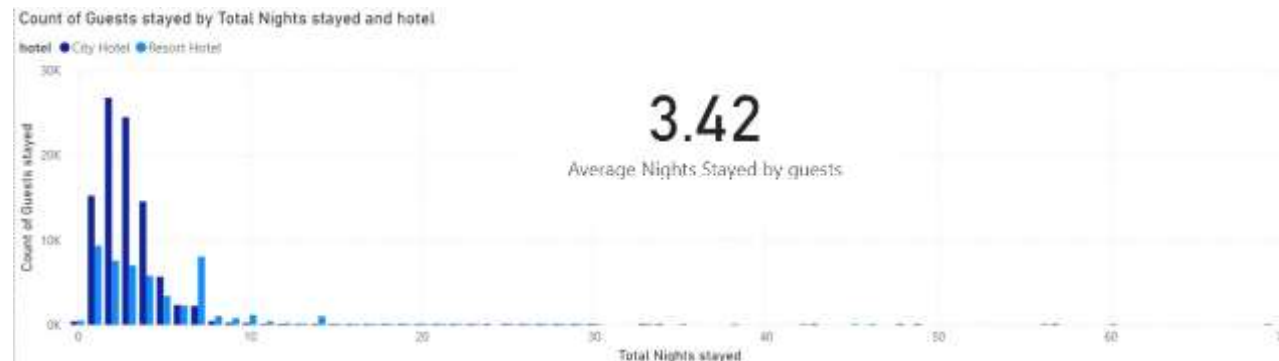 Count of Guests stayed by Total Nights stayed and hotel
hotel City Hotel Resort Hotel
30K
20K
10K
0K
Count of Guests stayed
3.42
Average Nights Stayed by guests
0 10 20 30 40 50 60
Total Nights stayed